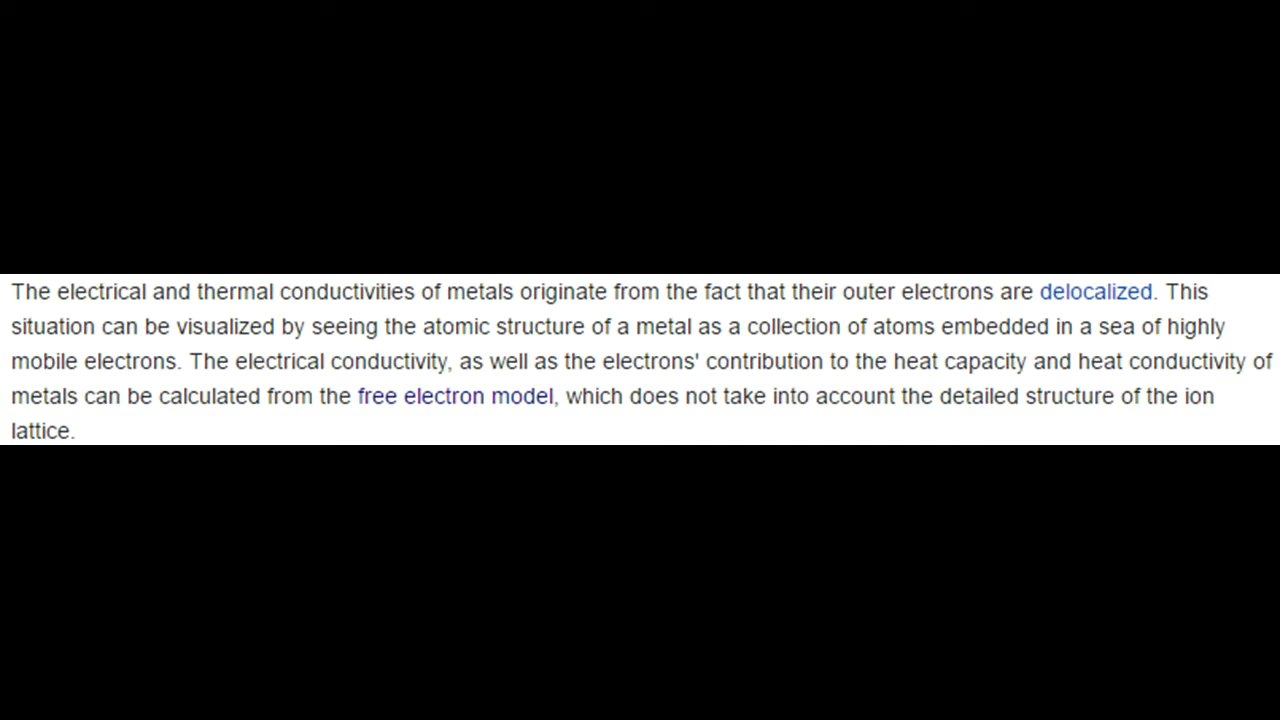 The electrical and thermal conductivities of metals originate from the fact that their outer electrons are delocalized. This
situation can be visualized by seeing the atomic structure of a metal as a collection of atoms embedded in a sea of highly
mobile electrons. The electrical conductivity, as well as the electrons' contribution to the heat capacity and heat conductivity of
metals can be calculated from the free electron model, which does not take into account the detailed structure of the ion
lattice.